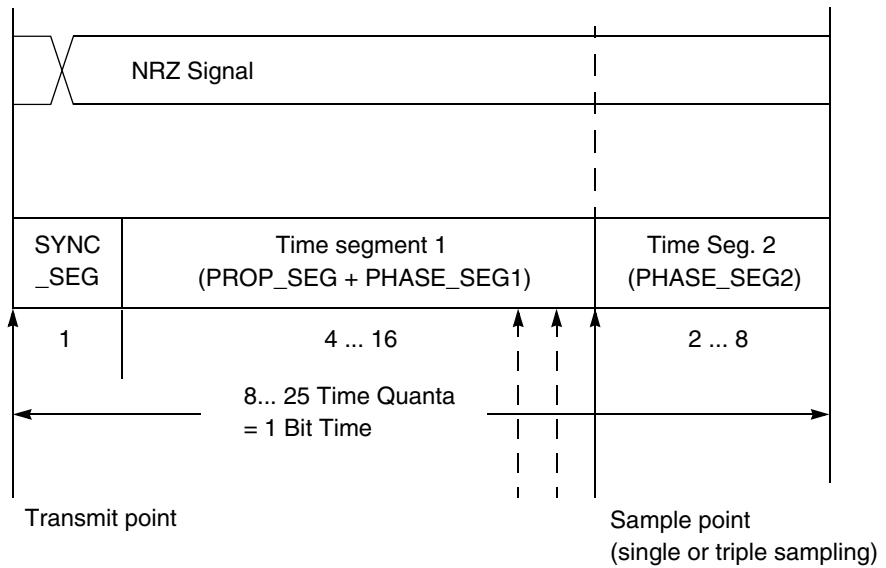 NRZ Signal
SYNC
_SEG
Time segment 1
(PROP_SEG + PHASE_SEG1)
Time Seg. 2
(PHASE_SEG2)
1
4 ... 16
2 ... 8
8... 25 Time Quanta
= 1 Bit Time
Transmit point
Sample point
(single or triple sampling)